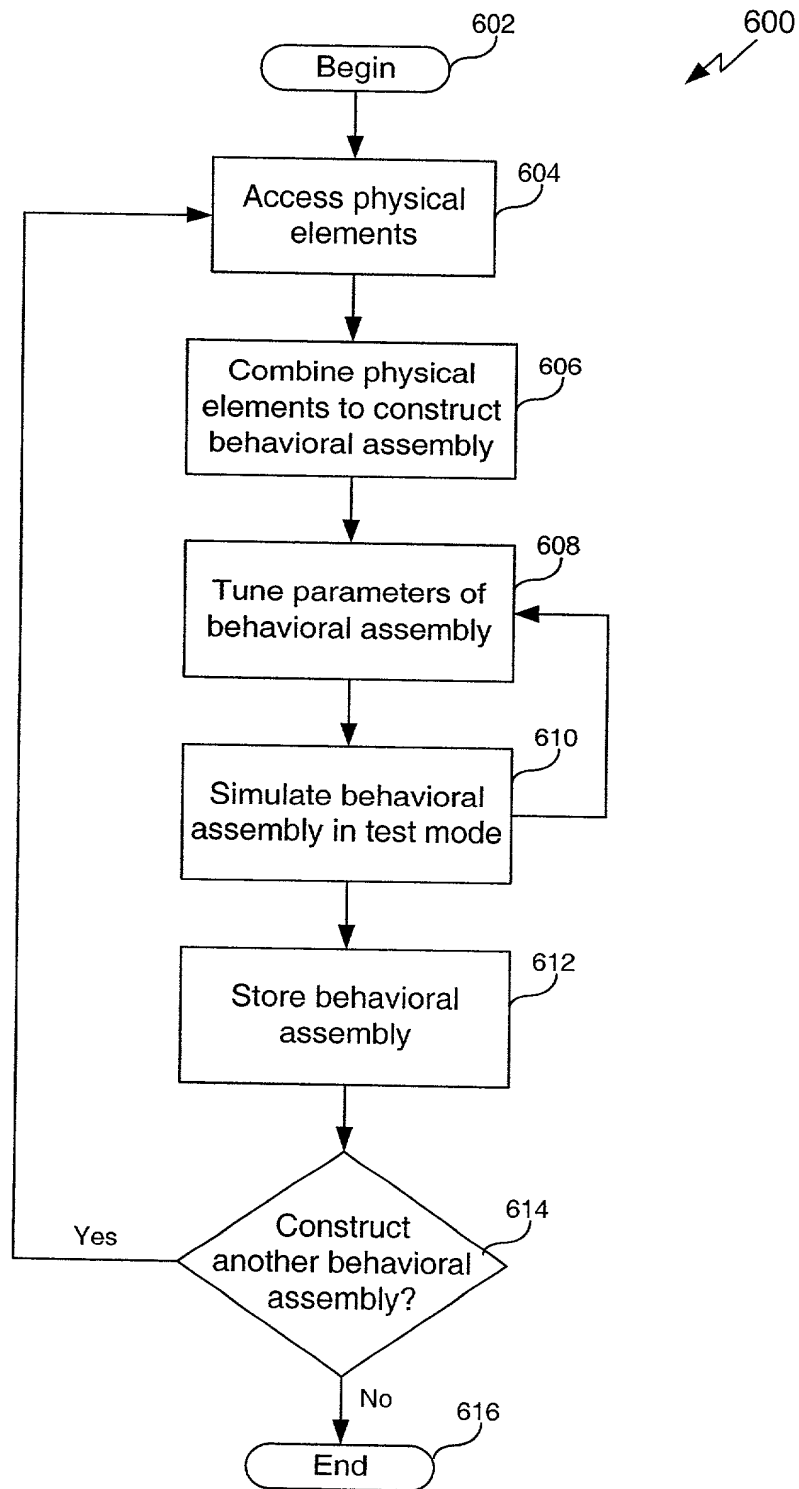 602
600
Begin
604
Access physical
elements
606
Combine physical
elements to construct
behavioral assembly
608
Tune parameters of
behavioral assembly
610
Simulate behavioral
assembly in test mode
612
Store behavioral
assembly
614
Construct
another behavioral
assembly?
Yes
No
616
End